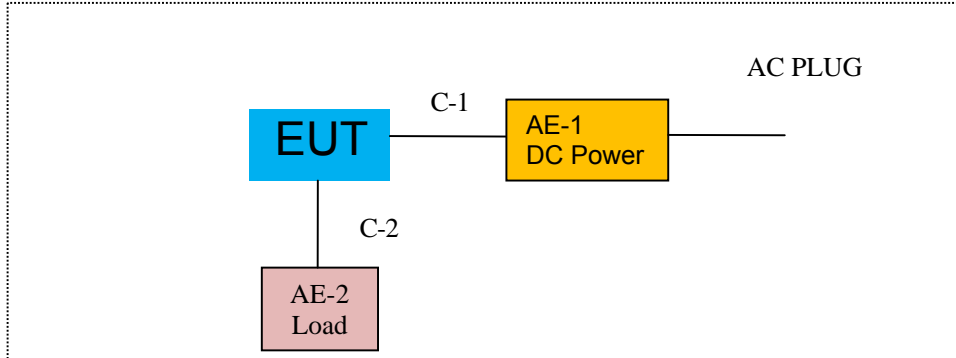 AC PLUG
C-1
EUT
AE-1
DC Power
C-2
AE-2
Load